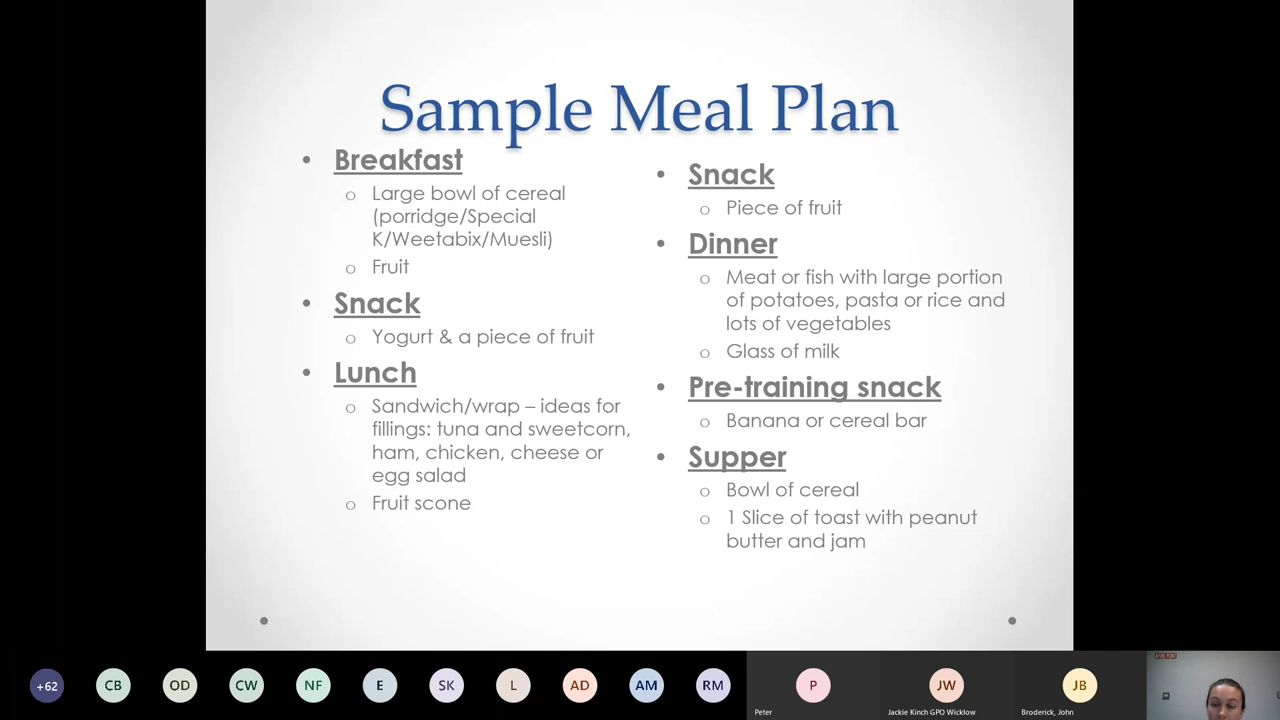 Sample Meal Plan
• Breakfast
o Large bowl of cereal
(porridge/Special
K/Weetabix/Muesli)
o Fruit
• Snack
o Yogurt & a piece of fruit
• Lunch
o Sandwich/wrap – ideas for
fillings: tuna and sweetcorn,
ham, chicken, cheese or
egg salad
o Fruit scone
• Snack
o Piece of fruit
• Dinner
o Meat or fish with large portion
of potatoes, pasta or rice and
lots of vegetables
o Glass of milk
• Pre-training snack
o Banana or cereal bar
• Supper
o Bowl of cereal
o 1 Slice of toast with peanut
butter and jam
+62
CB
OD
CW
NF
E
SK
L
AD
AM
RM
P
Peter
JW
Jackie Kinch GPO Wicklow
JB
Broderick, John